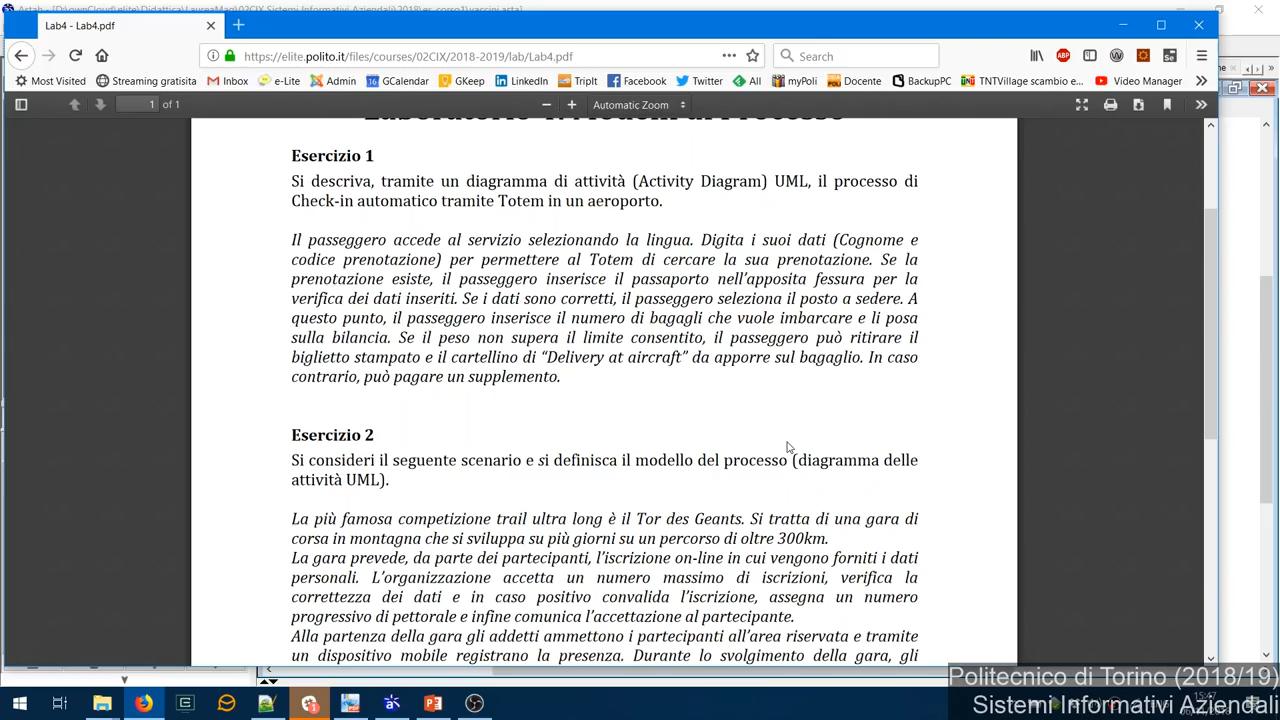 Lab4 - Lab4.pdf
https://elite.polito.it/files/courses/02CIX/2018-2019/lab/Lab4.pdf
Search
Most Visited
Streaming gratisita
Inbox
e-Lite
Admin
GCalendar
GKeep
LinkedIn
TripIt
Facebook
Twitter
All
myPoli
Docente
BackupPC
TNTVillage scambio e...
Video Manager
1 of 1
Automatic Zoom
Esercizio 1
Si descriva, tramite un diagramma di attività (Activity Diagram) UML, il processo di
Check-in automatico tramite Totem in un aeroporto.
Il passeggero accede al servizio selezionando la lingua. Digita i suoi dati (Cognome e
codice prenotazione) per permettere al Totem di cercare la sua prenotazione. Se la
prenotazione esiste, il passeggero inserisce il passaporto nell'apposita fessura per la
verifica dei dati inseriti. Se i dati sono corretti, il passeggero seleziona il posto a sedere. A
questo punto, il passeggero inserisce il numero di bagagli che vuole imbarcare e li posa
sulla bilancia. Se il peso non supera il limite consentito, il passeggero può ritirare il
biglietto stampato e il cartellino di “Delivery at aircraft” da apporre sul bagaglio. In caso
contrario, può pagare un supplemento.
Esercizio 2
Si consideri il seguente scenario e si definisca il modello del processo (diagramma delle
attività UML).
La più famosa competizione trail ultra long è il Tor des Geants. Si tratta di una gara di
corsa in montagna che si sviluppa su più giorni su un percorso di oltre 300km.
La gara prevede, da parte dei partecipanti, l'iscrizione on-line in cui vengono forniti i dati
personali. L'organizzazione accetta un numero massimo di iscrizioni, verifica la
correttezza dei dati e in caso positivo convalida l'iscrizione, assegna un numero
progressivo di pettorale e infine comunica l'accettazione al partecipante.
Alla partenza della gara gli addetti ammettono i partecipanti all'area riservata e tramite
un dispositivo mobile registrano la presenza. Durante lo svolgimento della gara, gli
Politecnico di Torino (2018/19)
Sistemi Informativi Aziendali